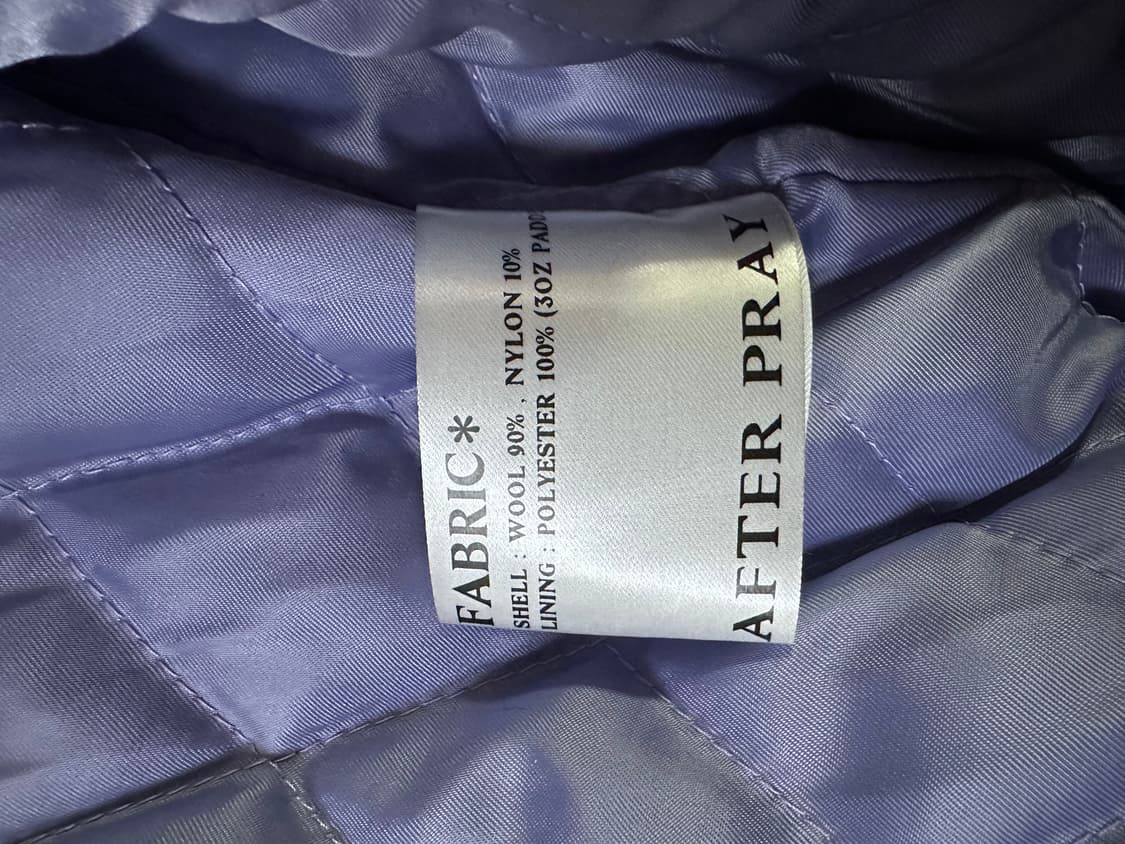 FABRIC*
SHELL : WOOL 90% , NYLON 10%
LINING : POLYESTER 100% (3OZ
AFTER PRAY